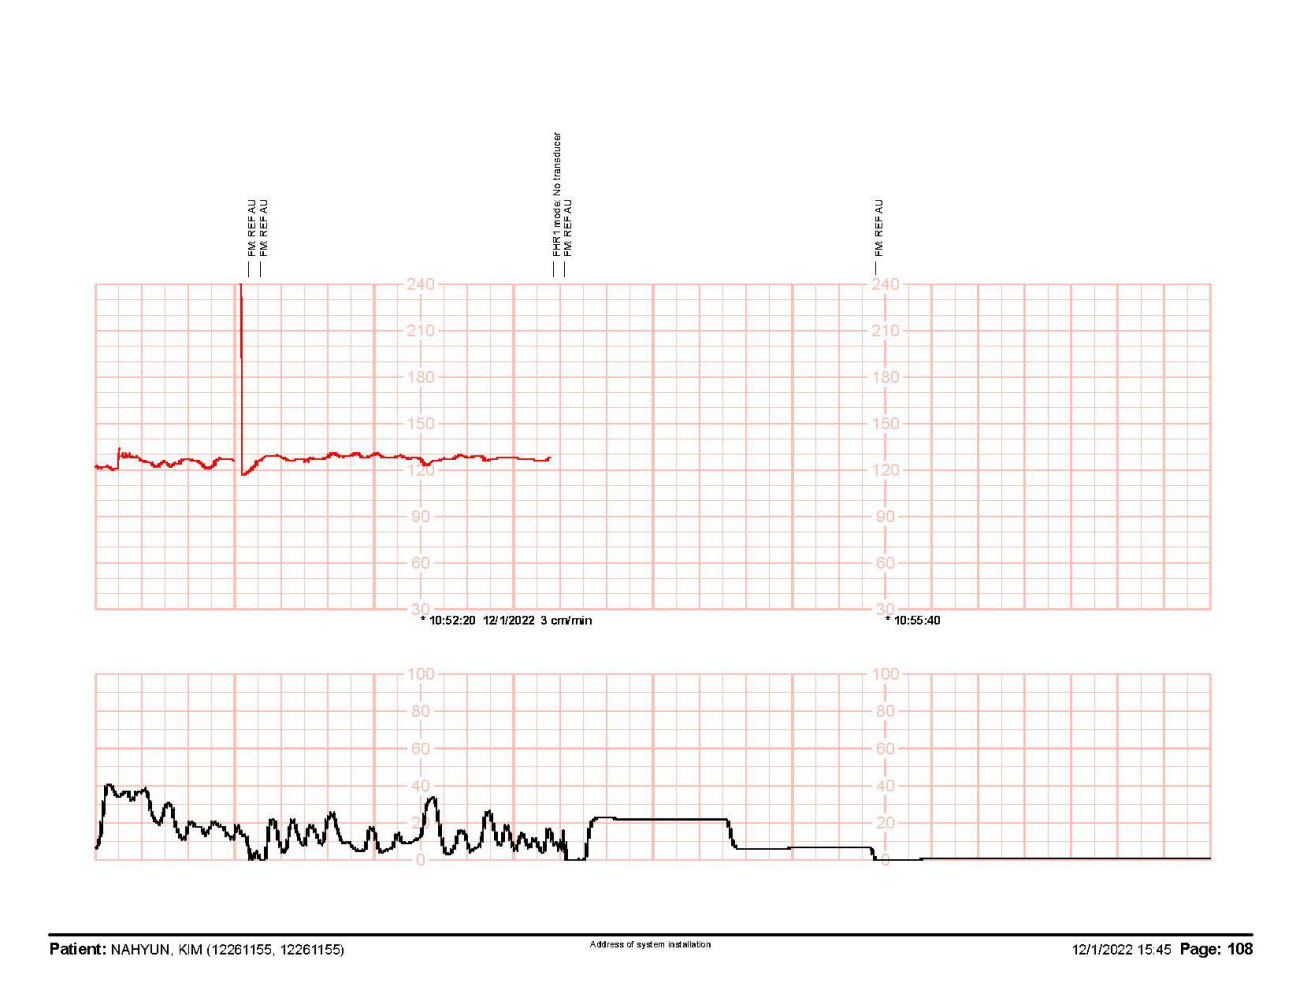 FM: REF AU
FM: REF AU
FHR1 mode: No transducer
FM: REF AU
FM: REF AU
240 240
210 210
180 180
150 150
120 120
90 90
60 60
30 30
* 10:52:20 12/1/2022 3 cm/min * 10:55:40
100 100
80 80
60 60
40 40
20 20
0 0
Patient: NAHYUN, KIM (12261155, 12261155) Address of system installation 12/1/2022 15:45 Page: 108